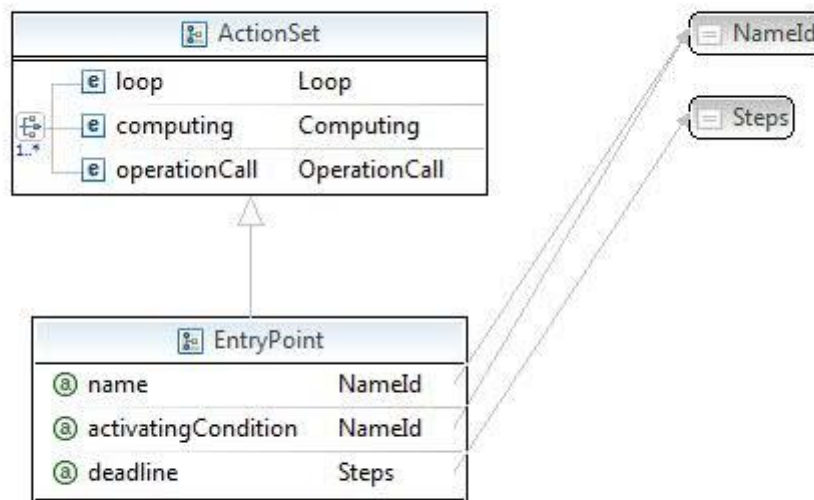 ActionSet
NameId
e loop Loop
e computing Computing
1..*
e operationCall OperationCall
Steps
EntryPoint
a name NameId
a activatingCondition NameId
a deadline Steps